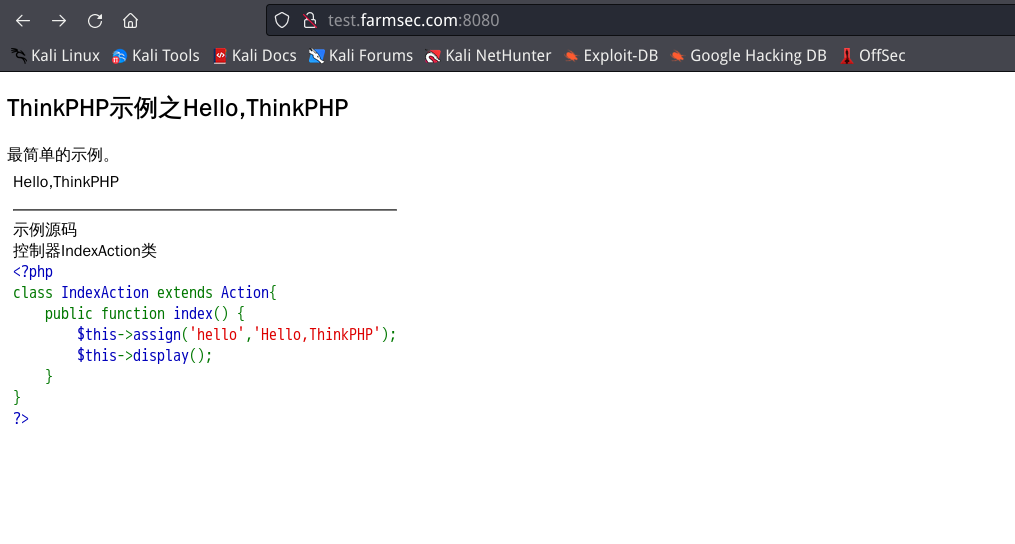 test.farmsec.com:8080
Kali Linux Kali Tools Kali Docs Kali Forums Kali NetHunter Exploit-DB Google Hacking DB OffSec
ThinkPHP示例之Hello,ThinkPHP
最简单的示例。
Hello,ThinkPHP
示例源码
控制器IndexAction类
<?php
class IndexAction extends Action{
    public function index() {
        $this->assign('hello','Hello,ThinkPHP');
        $this->display();
    }
}
?>